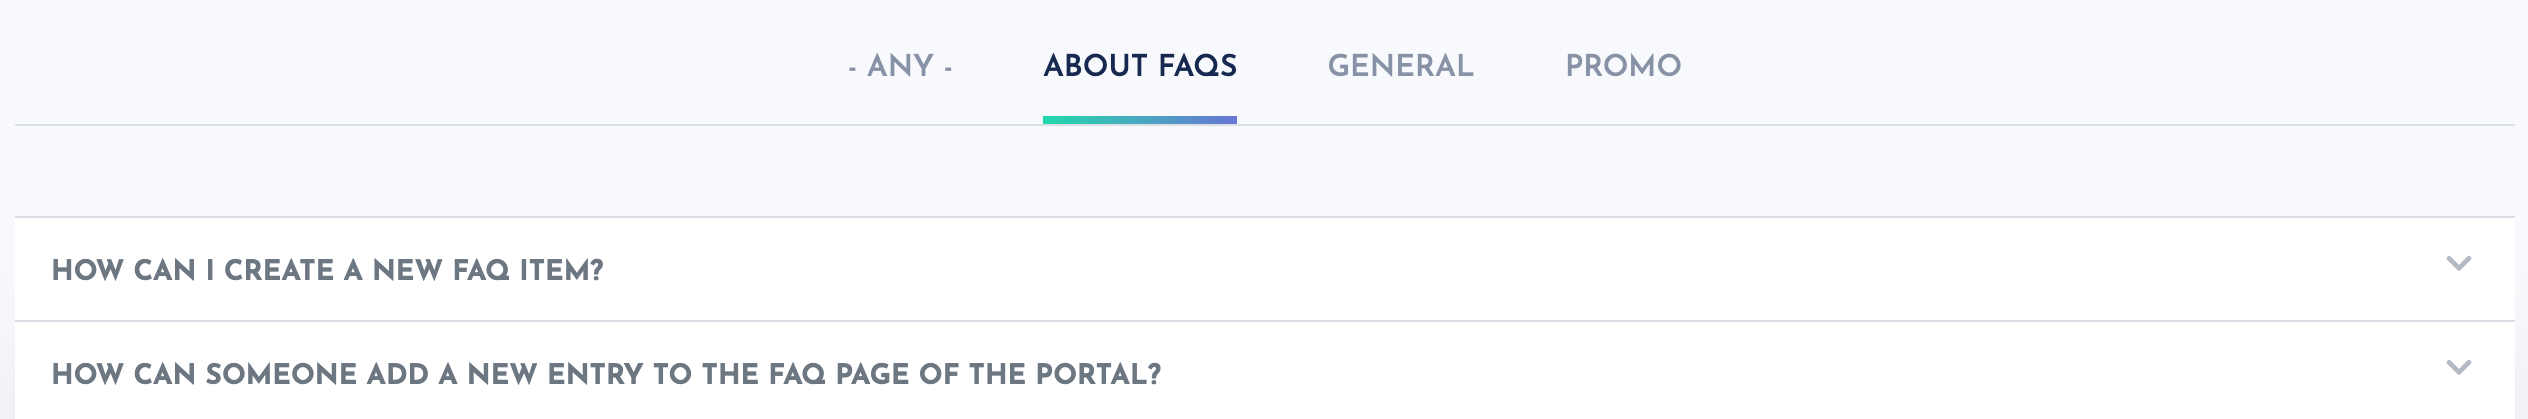 - ANY - ABOUT FAQS GENERAL PROMO
HOW CAN I CREATE A NEW FAQ ITEM?
HOW CAN SOMEONE ADD A NEW ENTRY TO THE FAQ PAGE OF THE PORTAL?